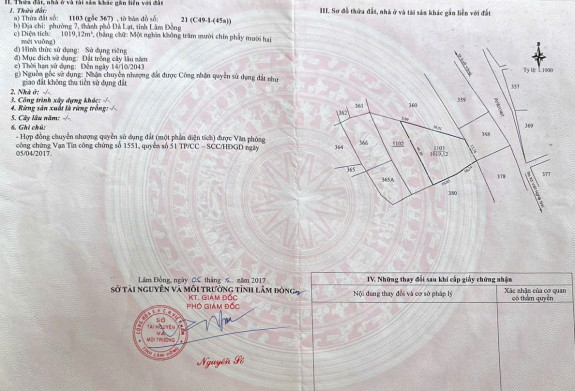 II. Thửa đất, nhà ở và tài sản khác gắn liền với đất
1. Thửa đất:
a) Thửa đất số: 1103 (gốc 367), tờ bản đồ số: 21 (C49-I-(45a))
b) Địa chỉ: phường 7, thành phố Đà Lạt, tỉnh Lâm Đồng
c) Diện tích: 1019,12m², (bằng chữ: Một nghìn không trăm mười chín phẩy mười hai
mét vuông)
d) Hình thức sử dụng: Sử dụng riêng
đ) Mục đích sử dụng: Đất trồng cây lâu năm
e) Thời hạn sử dụng: Đến ngày 14/10/2043
g) Nguồn gốc sử dụng: Nhận chuyển nhượng đất được Công nhận quyền sử dụng đất như
giao đất không thu tiền sử dụng đất
2. Nhà ở: -/-
3. Công trình xây dựng khác: -/-
4. Rừng sản xuất là rừng trồng: -/-
5. Cây lâu năm: -/-
6. Ghi chú:
- Hợp đồng chuyển nhượng quyền sử dụng đất (một phần diện tích) được Văn phòng
công chứng Vạn Tín công chứng số 1551, quyển số 51 TP/CC – SCC/HĐGD ngày
05/04/2017.
Lâm Đồng, ngày tháng năm 2017
SỞ TÀI NGUYÊN VÀ MÔI TRƯỜNG TỈNH LÂM ĐỒNG
KT. GIÁM ĐỐC
PHÓ GIÁM ĐỐC
SỞ
TÀI NGUYÊN
VÀ
MÔI TRƯỜNG
TỈNH LÂM ĐỒNG
III. Sơ đồ thửa đất, nhà ở và tài sản khác gắn liền với đất
Tỷ lệ 1:1000
361
360
359
357
362
364
366
1102
1103
1019,12
368
369
365
365A
380
378
377
IV. Những thay đổi sau khi cấp giấy chứng nhận
Nội dung thay đổi và cơ sở pháp lý
Xác nhận của cơ quan
có thẩm quyền